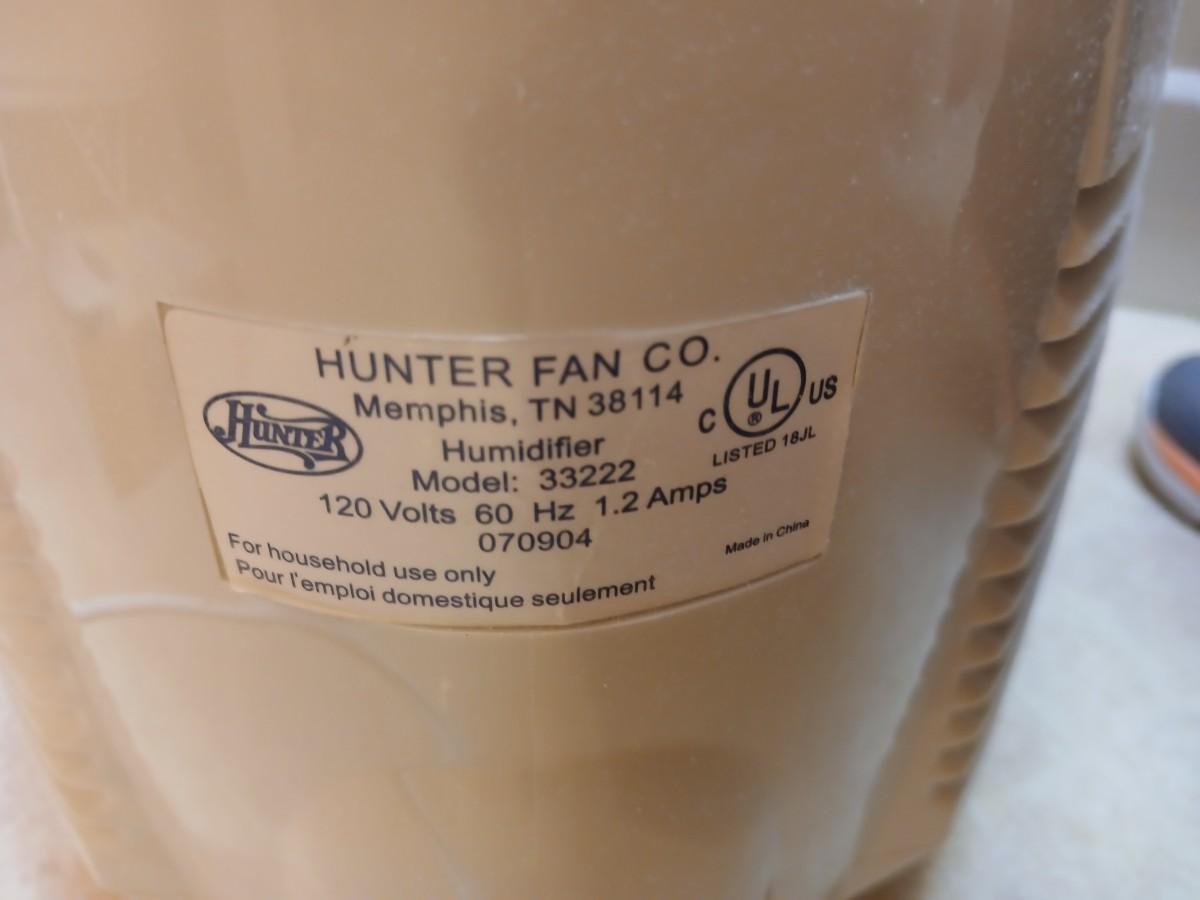 HUNTER FAN CO.
Memphis, TN 38114
HUNTER
Humidifier
Model: 33222
120 Volts 60 Hz 1.2 Amps
070904
C UL US
®
LISTED 18JL
Made in China
For household use only
Pour l'emploi domestique seulement